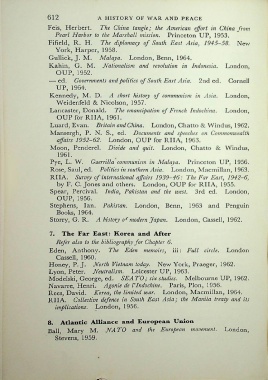 612 A HISTORY OF WAR AND PEACE
Feis, Herbert. The China tangle; the American effort in China from
Pearl Harbor to the Marshall mission. Princeton UP, 1953.
Fifield, R. H. The diplomacy of South East Asia, 1945–58. New
York, Harper, 1958.
Gullick, J. M. Malaya. London, Benn, 1964.
Kahin, G. M. Nationalism and revolution in Indonesia. London,
OUP, 1952.
— ed. Governments and politics of South East Asia. 2nd ed. Cornell
UP, 1964.
Kennedy, M. D. A short history of communism in Asia. London,
Weidenfeld & Nicolson, 1957.
Lancaster, Donald. The emancipation of French Indochina. London,
OUP for RIIA, 1961.
Luard, Evan. Britain and China. London, Chatto & Windus, 1962.
Mansergh, P. N. S., ed. Documents and speeches on Commonwealth
affairs 1952–62. London, OUP for RIIA, 1963.
Moon, Penderel. Divide and quit. London, Chatto & Windus,
1961.
Pye, L. W. Guerrilla communism in Malaya. Princeton UP, 1956.
Rose, Saul, ed. Politics in southern Asia. London, Macmillan, 1963.
RIIA. Survey of international affairs 1939–46: The Far East, 1942–6,
by F. C. Jones and others. London, OUP for RIIA, 1955.
Spear, Percival. India, Pakistan and the west. 3rd ed. London,
OUP, 1958.
Stephens, Ian. Pakistan. London, Benn, 1963 and Penguin
Books, 1964.
Storry, G. R. A history of modern Japan. London, Cassell, 1962.
7. The Far East: Korea and After
Refer also to the bibliography for Chapter 6.
Eden, Anthony. The Eden memoirs, iii: Full circle. London
Cassell, 1960.
Honey, P. J. North Vietnam today. New York, Praeger, 1962.
Lyon, Peter. Neutralism. Leicester UP, 1963.
Modelski, George, ed. SEATO; six studies. Melbourne UP, 1962.
Navarre, Henri. Agonie de l'Indochine. Paris, Plon, 1956.
Rees, David. Korea, the limited war. London, Macmillan, 1964.
RIIA. Collective defence in South East Asia; the Manila treaty and its
implications. London, 1956.
8. Atlantic Alliance and European Union
Ball, Mary M. NATO and the European movement. London,
Stevens, 1959.